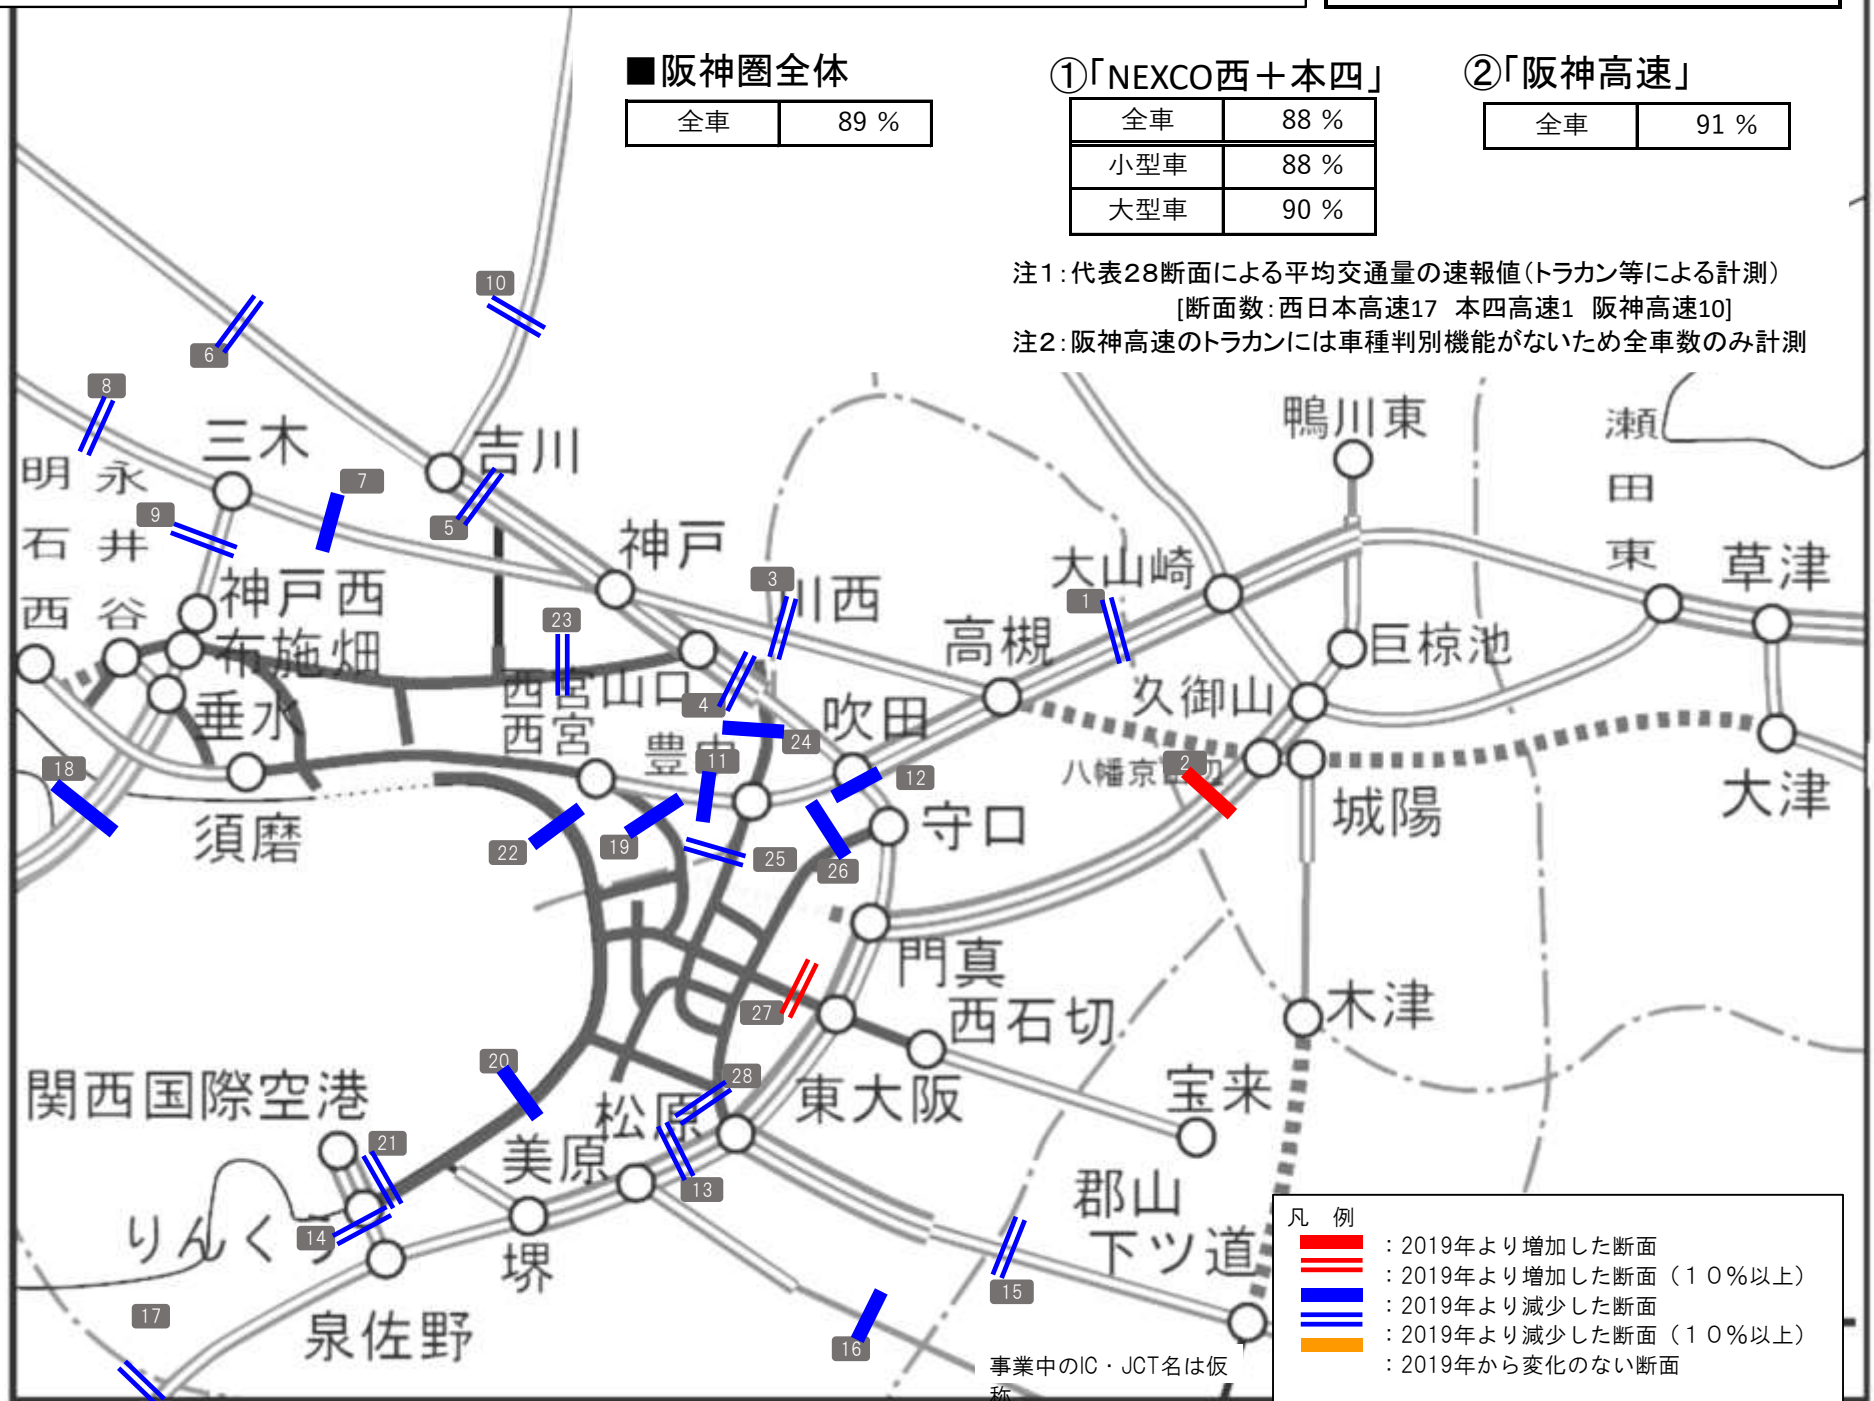 ■阪神圏全体
全車 89 %
①「NEXCO西＋本四」
全車 88 %
小型車 88 %
大型車 90 %
②「阪神高速」
全車 91 %
注1：代表28断面による平均交通量の速報値（トラカン等による計測）
[断面数：西日本高速17 本四高速1 阪神高速10]
注2：阪神高速のトラカンには車種判別機能がないため全車数のみ計測
10
6
8
三木
吉川
鴨川東
瀬田東
明石西
永井谷
7
9
5
神戸
3
川西
大山崎
1
草津
神戸西
布施畑
23
高槻
巨椋池
西宮山口
4
久御山
垂水
西宮
吹田
24
豊中
11
12
八幡京田辺
2
18
大津
須磨
22
19
25
26
守口
城陽
門真
27
西石切
木津
20
28
関西国際空港
松原
東大阪
宝来
21
美原
13
郡山
下ツ道
りんくう
14
堺
15
17
泉佐野
16
事業中のIC・JCT名は仮
称
凡 例
：2019年より増加した断面
：2019年より増加した断面（１０％以上）
：2019年より減少した断面
：2019年より減少した断面（１０％以上）
：2019年から変化のない断面